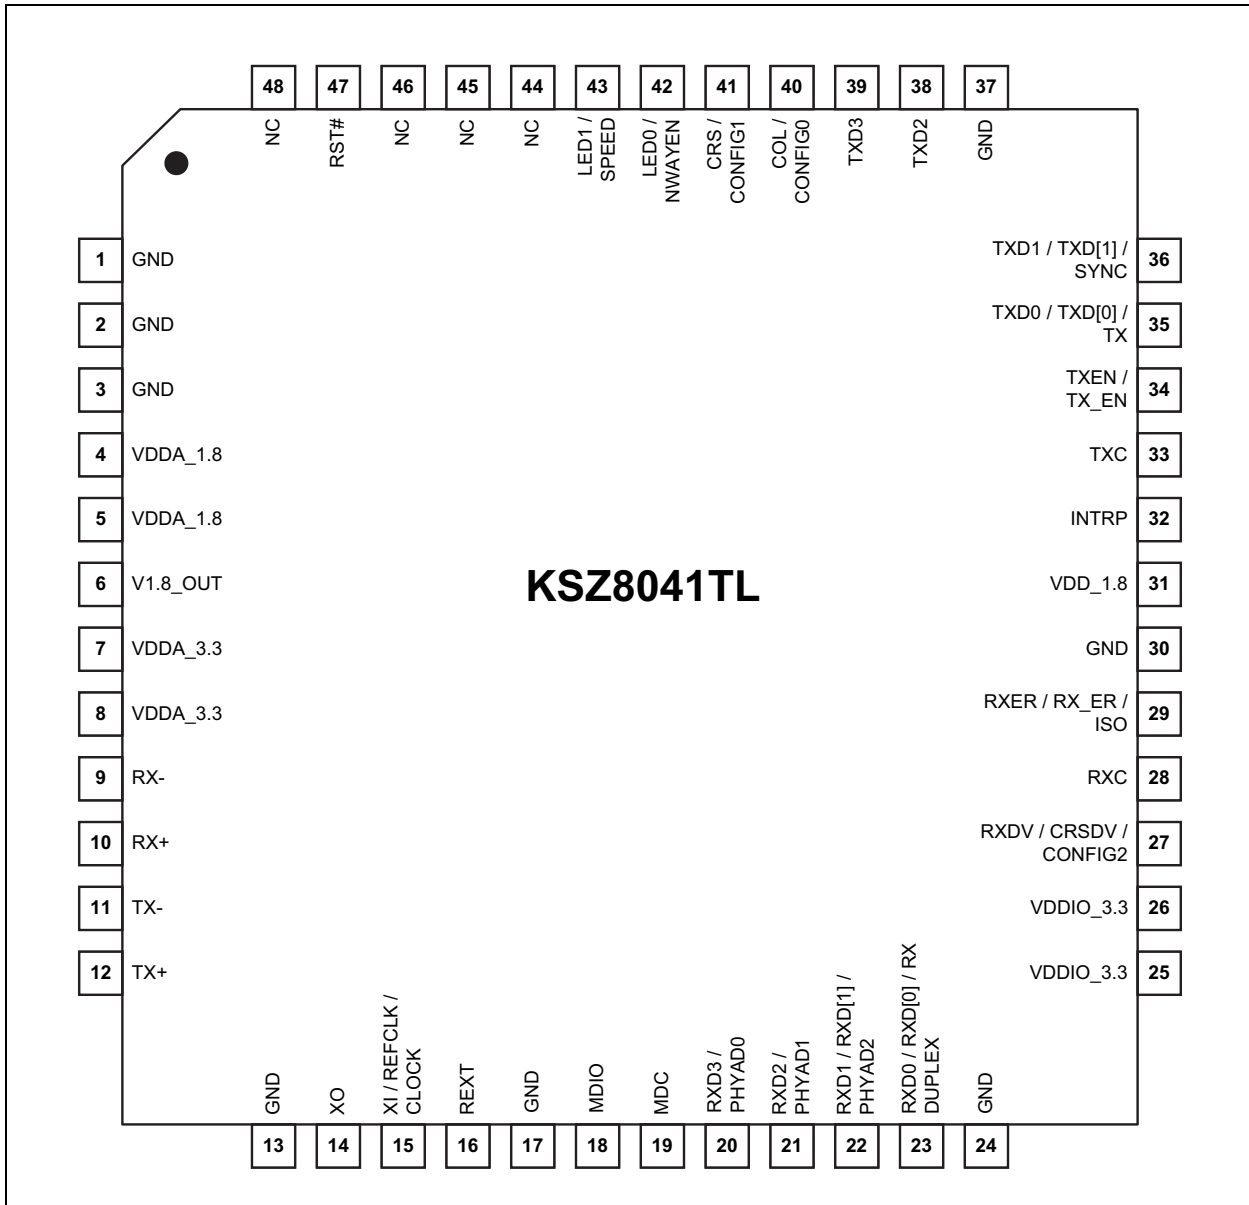 48
47
46
45
44
43
42
41
40
39
38
37
NC
RST#
NC
NC
NC
LED1 /
SPEED
LED0 /
NWAYEN
CRS /
CONFIG1
COL /
CONFIG0
TXD3
TXD2
GND
1 GND
2 GND
3 GND
4 VDDA_1.8
5 VDDA_1.8
6 V1.8_OUT
7 VDDA_3.3
8 VDDA_3.3
9 RX-
10 RX+
11 TX-
12 TX+
KSZ8041TL
TXD1 / TXD[1] /
SYNC
36
TXD0 / TXD[0] /
TX
35
TXEN /
TX_EN
34
TXC 33
INTRP 32
VDD_1.8 31
GND 30
RXER / RX_ER /
ISO
29
RXC 28
RXDV / CRSDV /
CONFIG2
27
VDDIO_3.3 26
VDDIO_3.3 25
GND
XO
XI / REFCLK /
CLOCK
REXT
GND
MDIO
MDC
RXD3 /
PHYAD0
RXD2 /
PHYAD1
RXD1 / RXD[1] /
PHYAD2
RXD0 / RXD[0] / RX
DUPLEX
GND
13
14
15
16
17
18
19
20
21
22
23
24